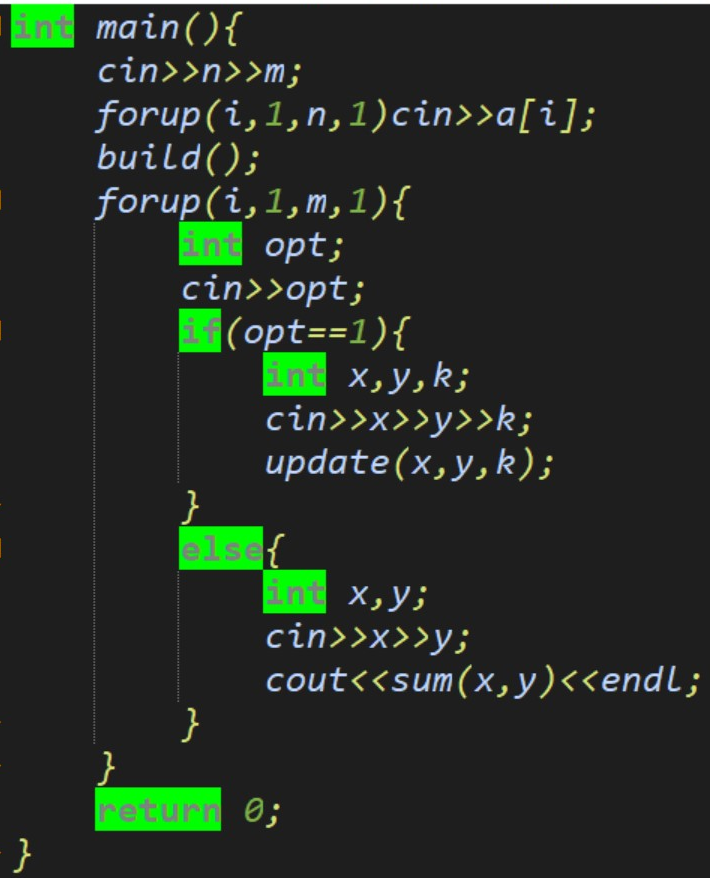 int main(){
cin>>n>>m;
forup(i,1,n,1)cin>>a[i];
build();
forup(i,1,m,1){
int opt;
cin>>opt;
if(opt==1){
int x,y,k;
cin>>x>>y>>k;
update(x,y,k);
}
else{
int x,y;
cin>>x>>y;
cout<<sum(x,y)<<endl;
}
}
return 0;
}